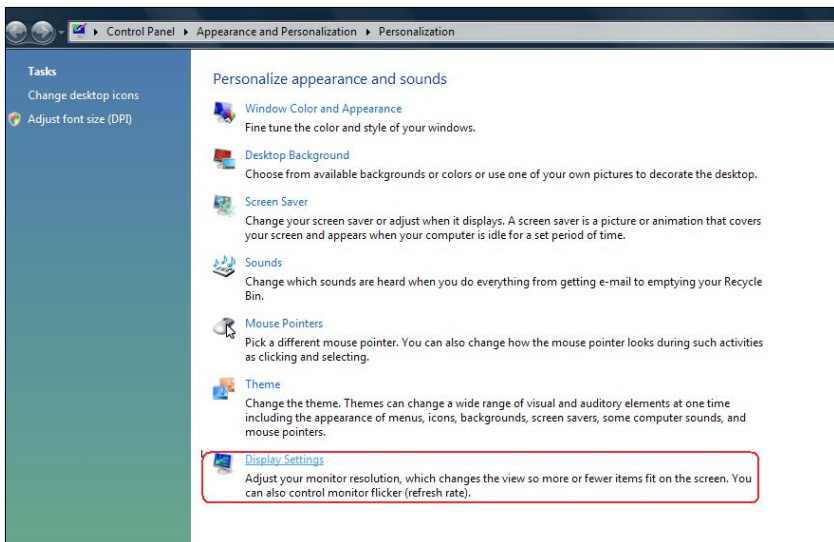 Control Panel ▸ Appearance and Personalization ▸ Personalization
Tasks
Change desktop icons
Adjust font size (DPI)
Personalize appearance and sounds
Window Color and Appearance
Fine tune the color and style of your windows.
Desktop Background
Choose from available backgrounds or colors or use one of your own pictures to decorate the desktop.
Screen Saver
Change your screen saver or adjust when it displays. A screen saver is a picture or animation that covers
your screen and appears when your computer is idle for a set period of time.
Sounds
Change which sounds are heard when you do everything from getting e-mail to emptying your Recycle
Bin.
Mouse Pointers
Pick a different mouse pointer. You can also change how the mouse pointer looks during such activities
as clicking and selecting.
Theme
Change the theme. Themes can change a wide range of visual and auditory elements at one time
including the appearance of menus, icons, backgrounds, screen savers, some computer sounds, and
mouse pointers.
Display Settings
Adjust your monitor resolution, which changes the view so more or fewer items fit on the screen. You
can also control monitor flicker (refresh rate).